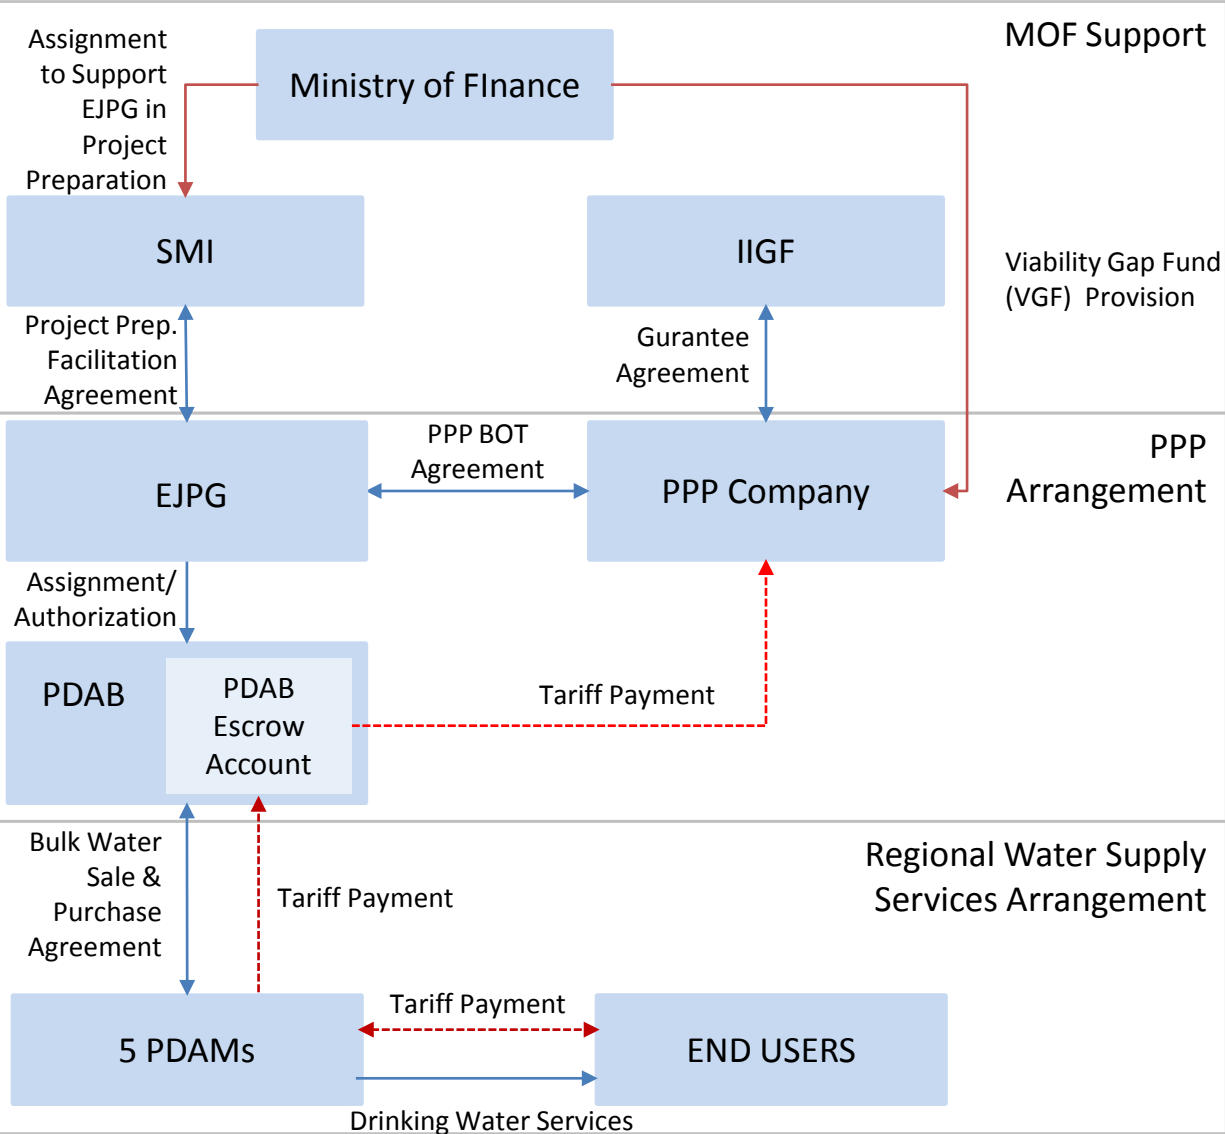 MOF Support
Assignment
to Support
EJPG in
Project
Preparation
Ministry of FInance
SMI
IIGF
Viability Gap Fund
(VGF) Provision
Project Prep.
Facilitation
Agreement
Gurantee
Agreement
PPP
Arrangement
EJPG
PPP BOT
Agreement
PPP Company
Assignment/
Authorization
PDAB
PDAB
Escrow
Account
Tariff Payment
Regional Water Supply
Services Arrangement
Bulk Water
Sale &
Purchase
Agreement
Tariff Payment
5 PDAMs
Tariff Payment
END USERS
Drinking Water Services